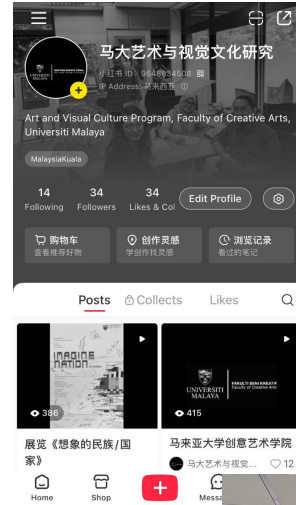 马大艺术与视觉文化研究
小红书 ID: 9648634508
IP Address: 马来西亚
Art and Visual Culture Program, Faculty of Creative Arts,
Universiti Malaya
MalaysiaKuala
14 34 34
Following Followers Likes & Col
Edit Profile
购物车
查看推荐好物
创作灵感
学创作找灵感
浏览记录
看过的笔记
Posts Collects Likes
IMAGINE
NATION
386
UNIVERSITI
MALAYA
FAKULTI SENI KREATIF
Faculty of Creative Arts
415
展览《想象的民族/国
家》
马来亚大学创意艺术学院
马大艺术与视觉... 12
Home Shop Messa